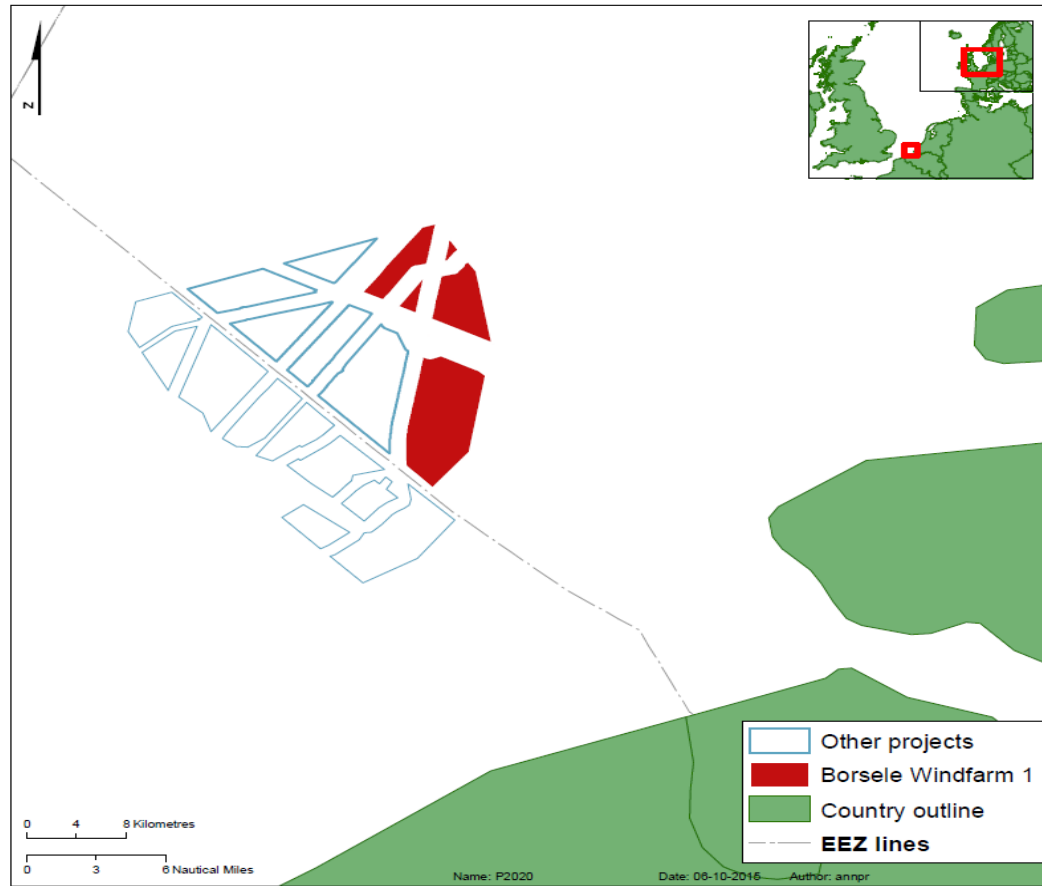 Z
Other projects
Borsele Windfarm 1
Country outline
EEZ lines
0 4 8 Kilometres
0 3 6 Nautical Miles
Name: P2020 Date: 06-10-2015 Author: annpr